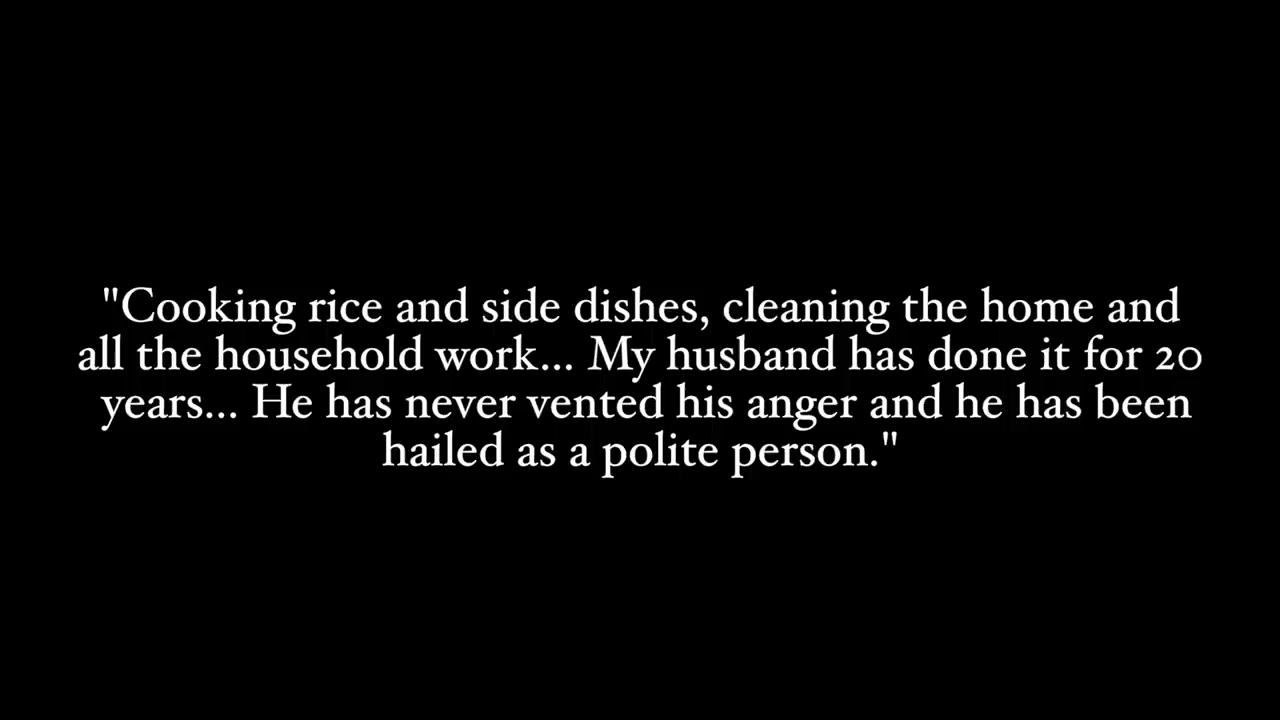 "Cooking rice and side dishes, cleaning the home and
all the household work... My husband has done it for 20
years... He has never vented his anger and he has been
hailed as a polite person."